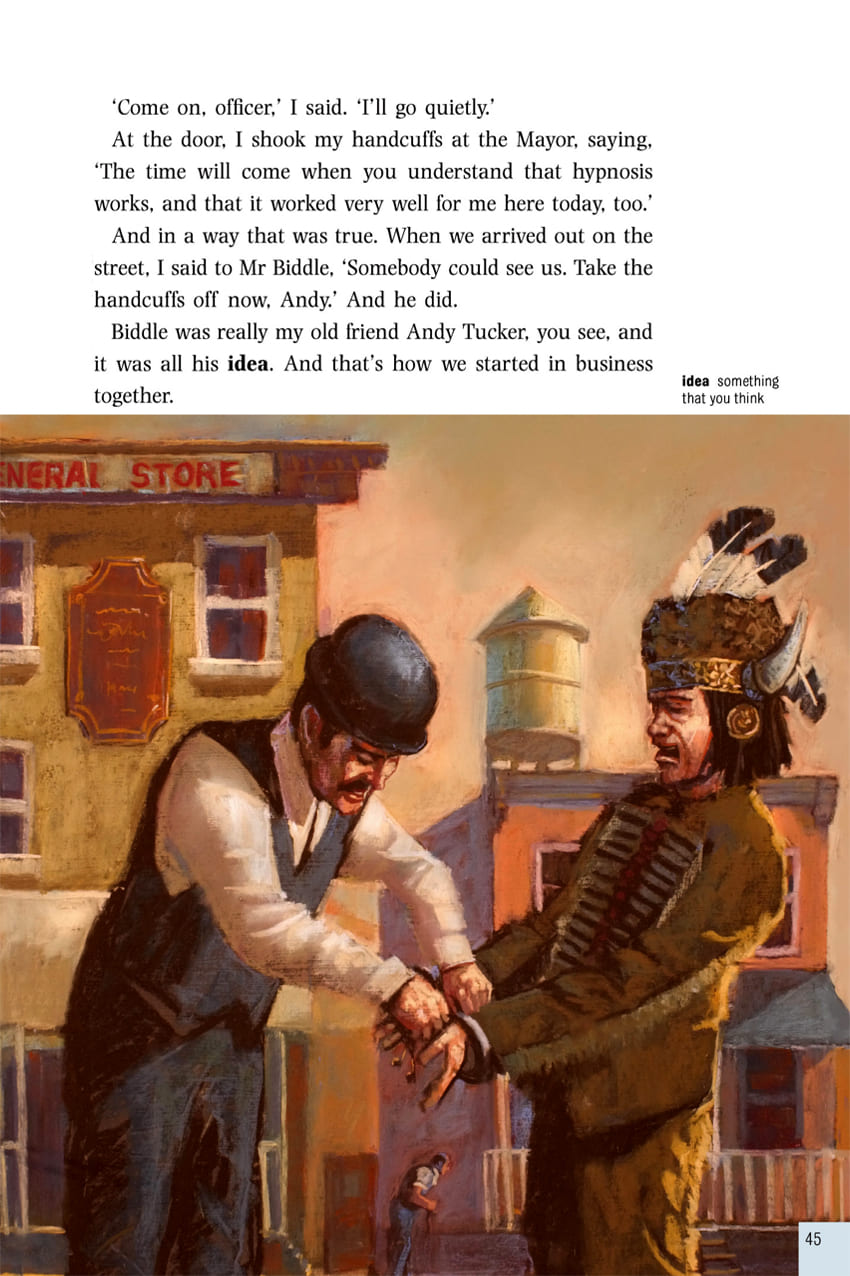 ‘Come on, officer,’ I said. ‘I’ll go quietly.’
At the door, I shook my handcuffs at the Mayor, saying,
‘The time will come when you understand that hypnosis
works, and that it worked very well for me here today, too.’
And in a way that was true. When we arrived out on the
street, I said to Mr Biddle, ‘Somebody could see us. Take the
handcuffs off now, Andy.’ And he did.
Biddle was really my old friend Andy Tucker, you see, and
it was all his idea. And that’s how we started in business
together.
idea something
that you think
ENERAL STORE
45